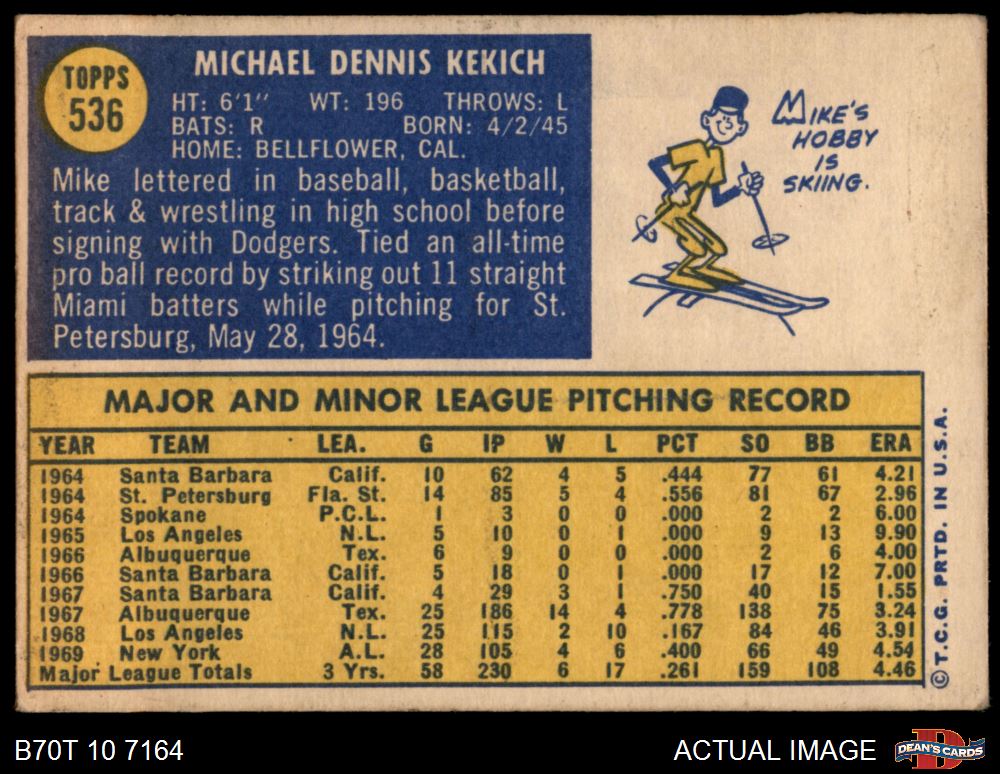 TOPPS
536
MICHAEL DENNIS KEKICH
HT: 6'1" WT: 196 THROWS: L
BATS: R BORN: 4/2/45
HOME: BELLFLOWER, CAL.
Mike lettered in baseball, basketball,
track & wrestling in high school before
signing with Dodgers. Tied an all-time
pro ball record by striking out 11 straight
Miami batters while pitching for St.
Petersburg, May 28, 1964.
MIKE'S
HOBBY
IS
SKIING.
MAJOR AND MINOR LEAGUE PITCHING RECORD
YEAR TEAM LEA. G IP W L PCT SO BB ERA
1964 Santa Barbara Calif. 10 62 4 5 .444 77 61 4.21
1964 St. Petersburg Fla. St. 14 85 5 4 .556 81 67 2.96
1964 Spokane P.C.L. 1 3 0 0 .000 2 2 6.00
1965 Los Angeles N.L. 5 10 0 1 .000 9 13 9.90
1966 Albuquerque Tex. 6 9 0 0 .000 2 6 4.00
1966 Santa Barbara Calif. 5 18 0 1 .000 17 12 7.00
1967 Santa Barbara Calif. 4 29 3 1 .750 40 15 1.55
1967 Albuquerque Tex. 25 186 14 4 .778 138 75 3.24
1968 Los Angeles N.L. 25 115 2 10 .167 84 46 3.91
1969 New York A.L. 28 105 4 6 .400 66 49 4.54
Major League Totals 3 Yrs. 58 230 6 17 .261 159 108 4.46
© T.C.G. PRTD. IN U.S.A.
B70T 10 7164
ACTUAL IMAGE
D
DEAN'S CARDS